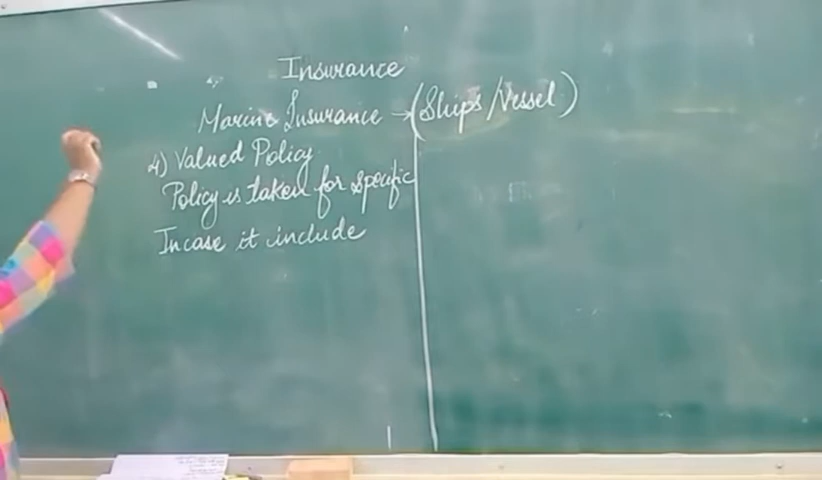 Insurance
Marine Insurance → (Ships/Vessel)
4) Valued Policy
Policy is taken for specific
Incase it include